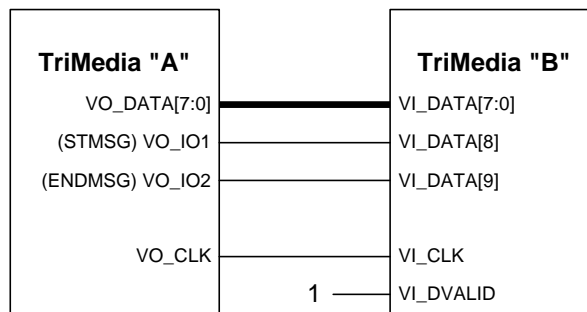 TriMedia "A" TriMedia "B"
VO_DATA[7:0] VI_DATA[7:0]
(STMSG) VO_IO1 VI_DATA[8]
(ENDMSG) VO_IO2 VI_DATA[9]
VO_CLK VI_CLK
1 VI_DVALID